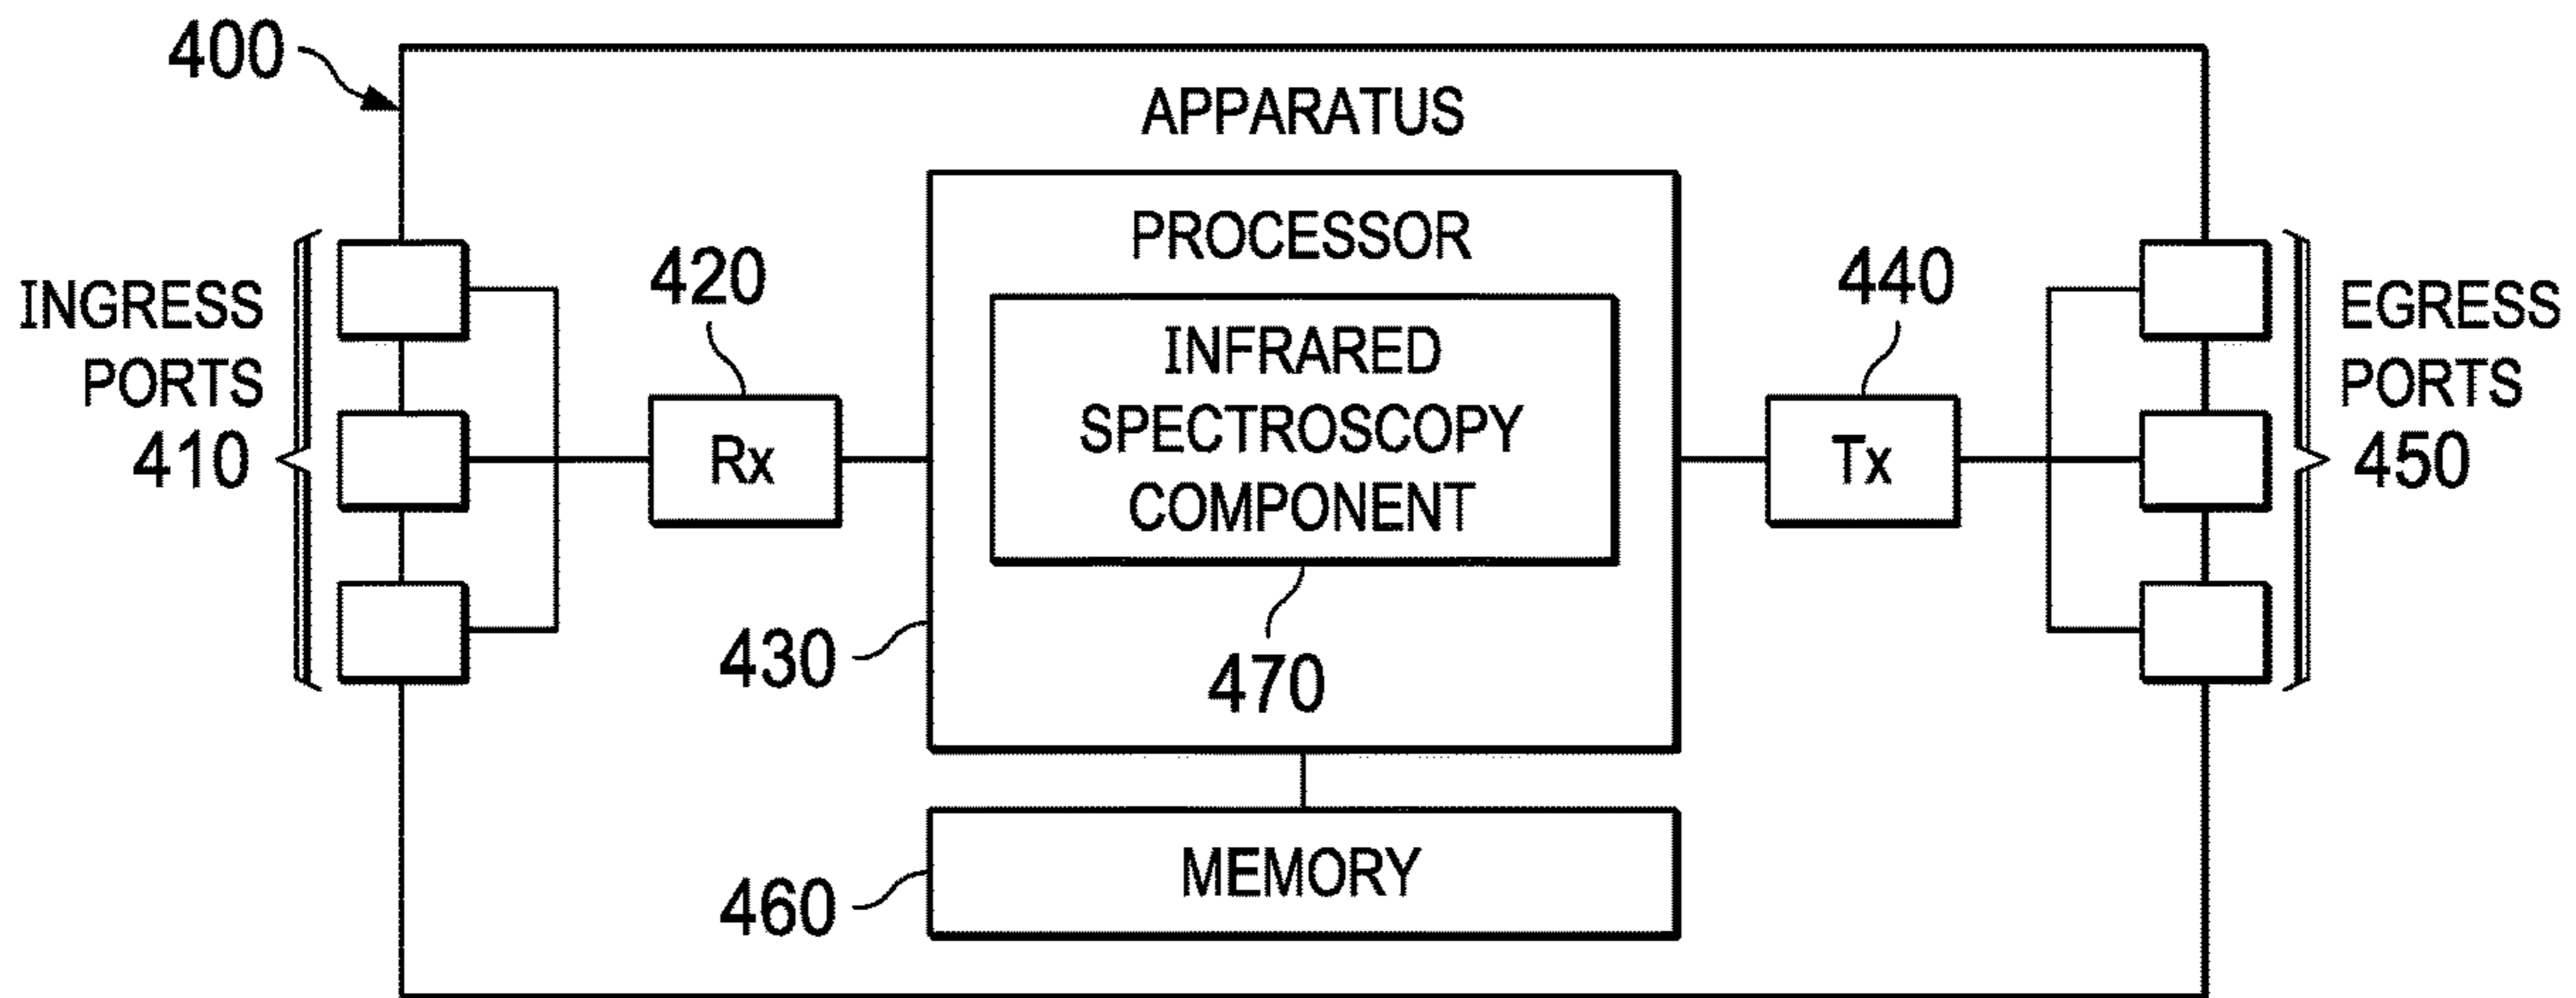 400
APPARATUS
PROCESSOR
INGRESS
PORTS
410
420
Rx
INFRARED
SPECTROSCOPY
COMPONENT
430
470
440
Tx
EGRESS
PORTS
450
460
MEMORY